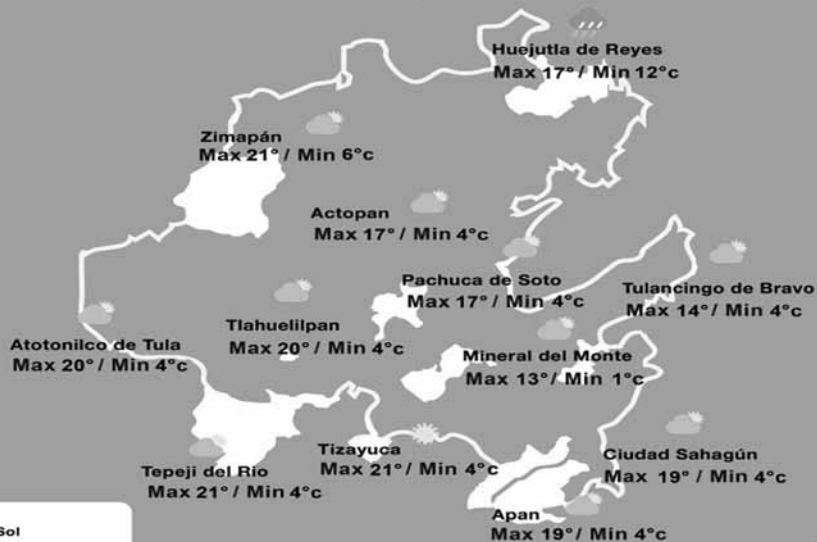 Huejutla de Reyes
Max 17° / Min 12°c
Zimapán
Max 21° / Min 6°c
Actopan
Max 17° / Min 4°c
Pachuca de Soto
Max 17° / Min 4°c
Tulancingo de Bravo
Max 14° / Min 4°c
Tlahuelilpan
Max 20° / Min 4°c
Atotonilco de Tula
Max 20° / Min 4°c
Mineral del Monte
Max 13° / Min 1°c
Tizayuca
Max 21° / Min 4°c
Ciudad Sahagún
Max 19° / Min 4°c
Tepeji del Rio
Max 21° / Min 4°c
Apan
Max 19° / Min 4°c
Sol